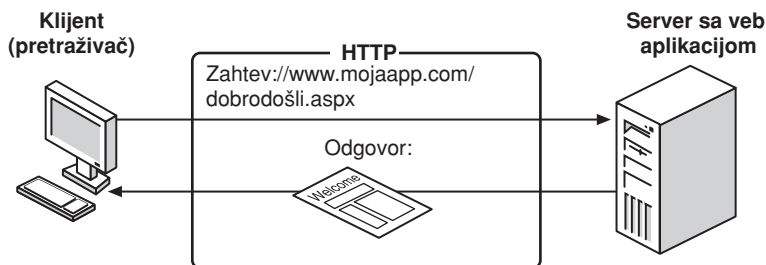 Klijent
(pretraživač)
HTTP
Server sa veb
aplikacijom
Zahtev://www.mojaapp.com/
dobrodošli.aspx
Odgovor:
Welcome